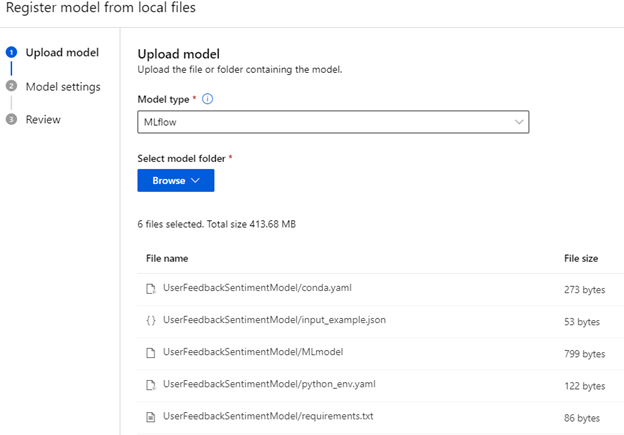 Register model from local files
1 Upload model
2 Model settings
3 Review
Upload model
Upload the file or folder containing the model.
Model type *
MLflow
Select model folder *
Browse
6 files selected. Total size 413.68 MB
File name File size
UserFeedbackSentimentModel/conda.yaml 273 bytes
{} UserFeedbackSentimentModel/input_example.json 53 bytes
UserFeedbackSentimentModel/MLmodel 799 bytes
UserFeedbackSentimentModel/python_env.yaml 122 bytes
UserFeedbackSentimentModel/requirements.txt 86 bytes